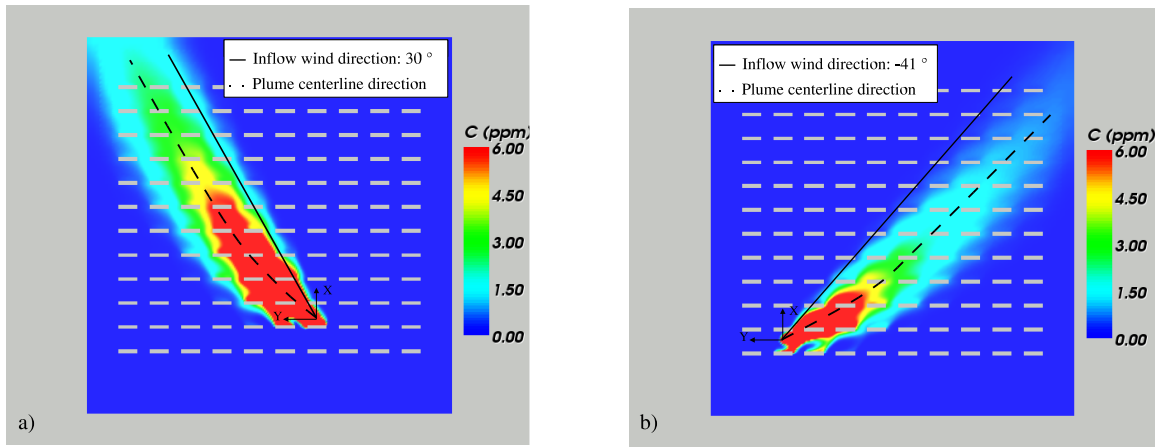 Inflow wind direction: 30 °
Plume centerline direction
C (ppm)
6.00
4.50
3.00
1.50
0.00
X
Y
a)
Inflow wind direction: -41 °
Plume centerline direction
C (ppm)
6.00
4.50
3.00
1.50
0.00
X
Y
b)